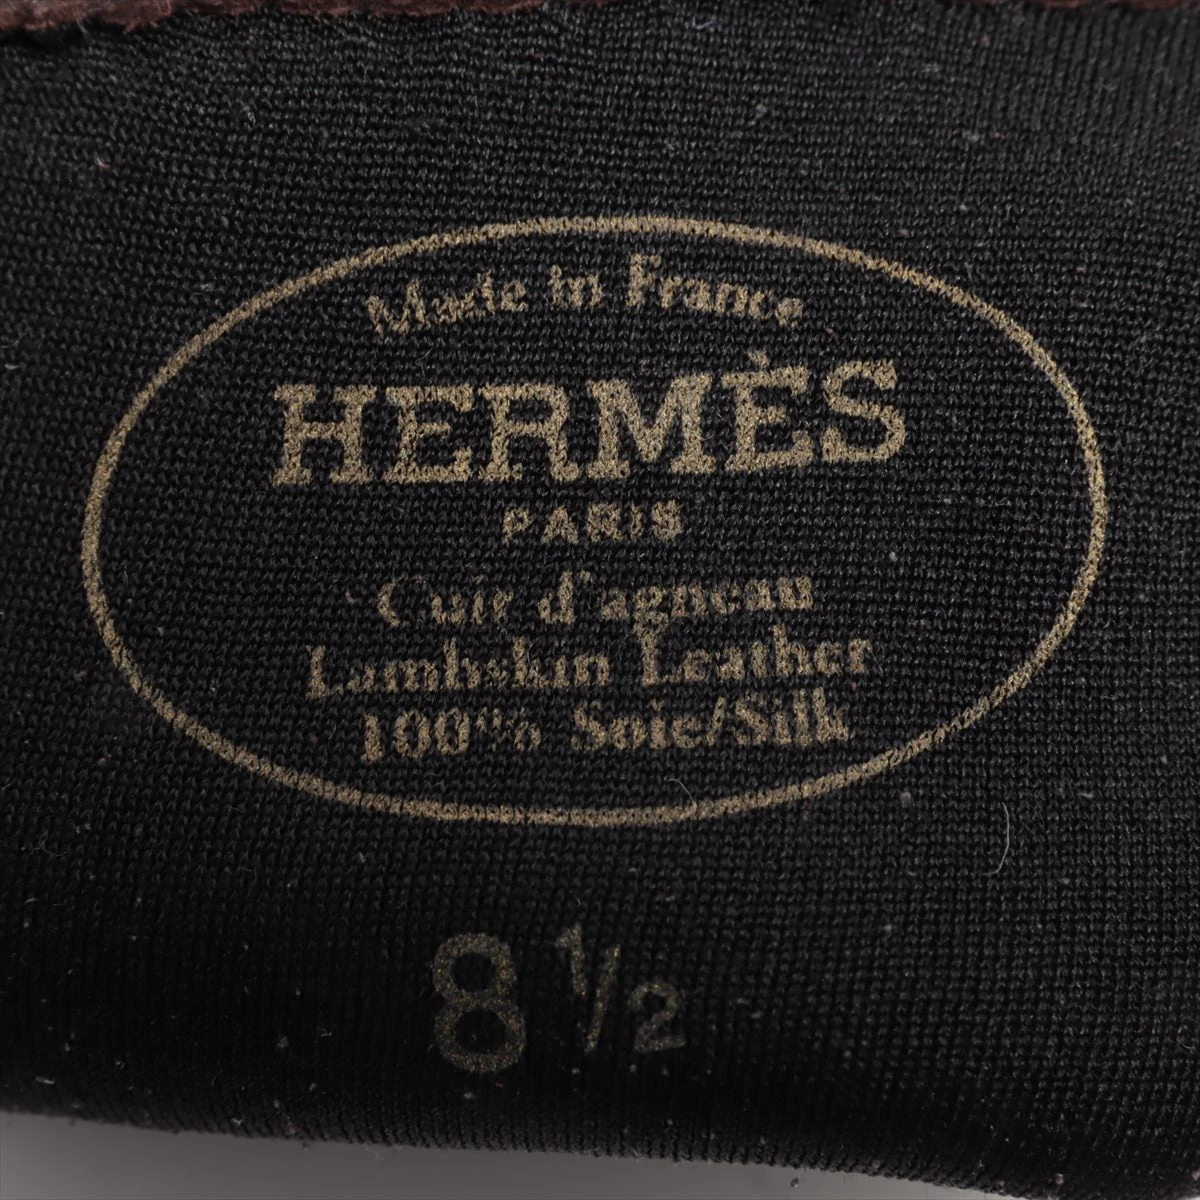 Made in France
HERMÈS
PARIS
Cuir d'agneau
Lambskin Leather
100% Soie/Silk
8 1/2